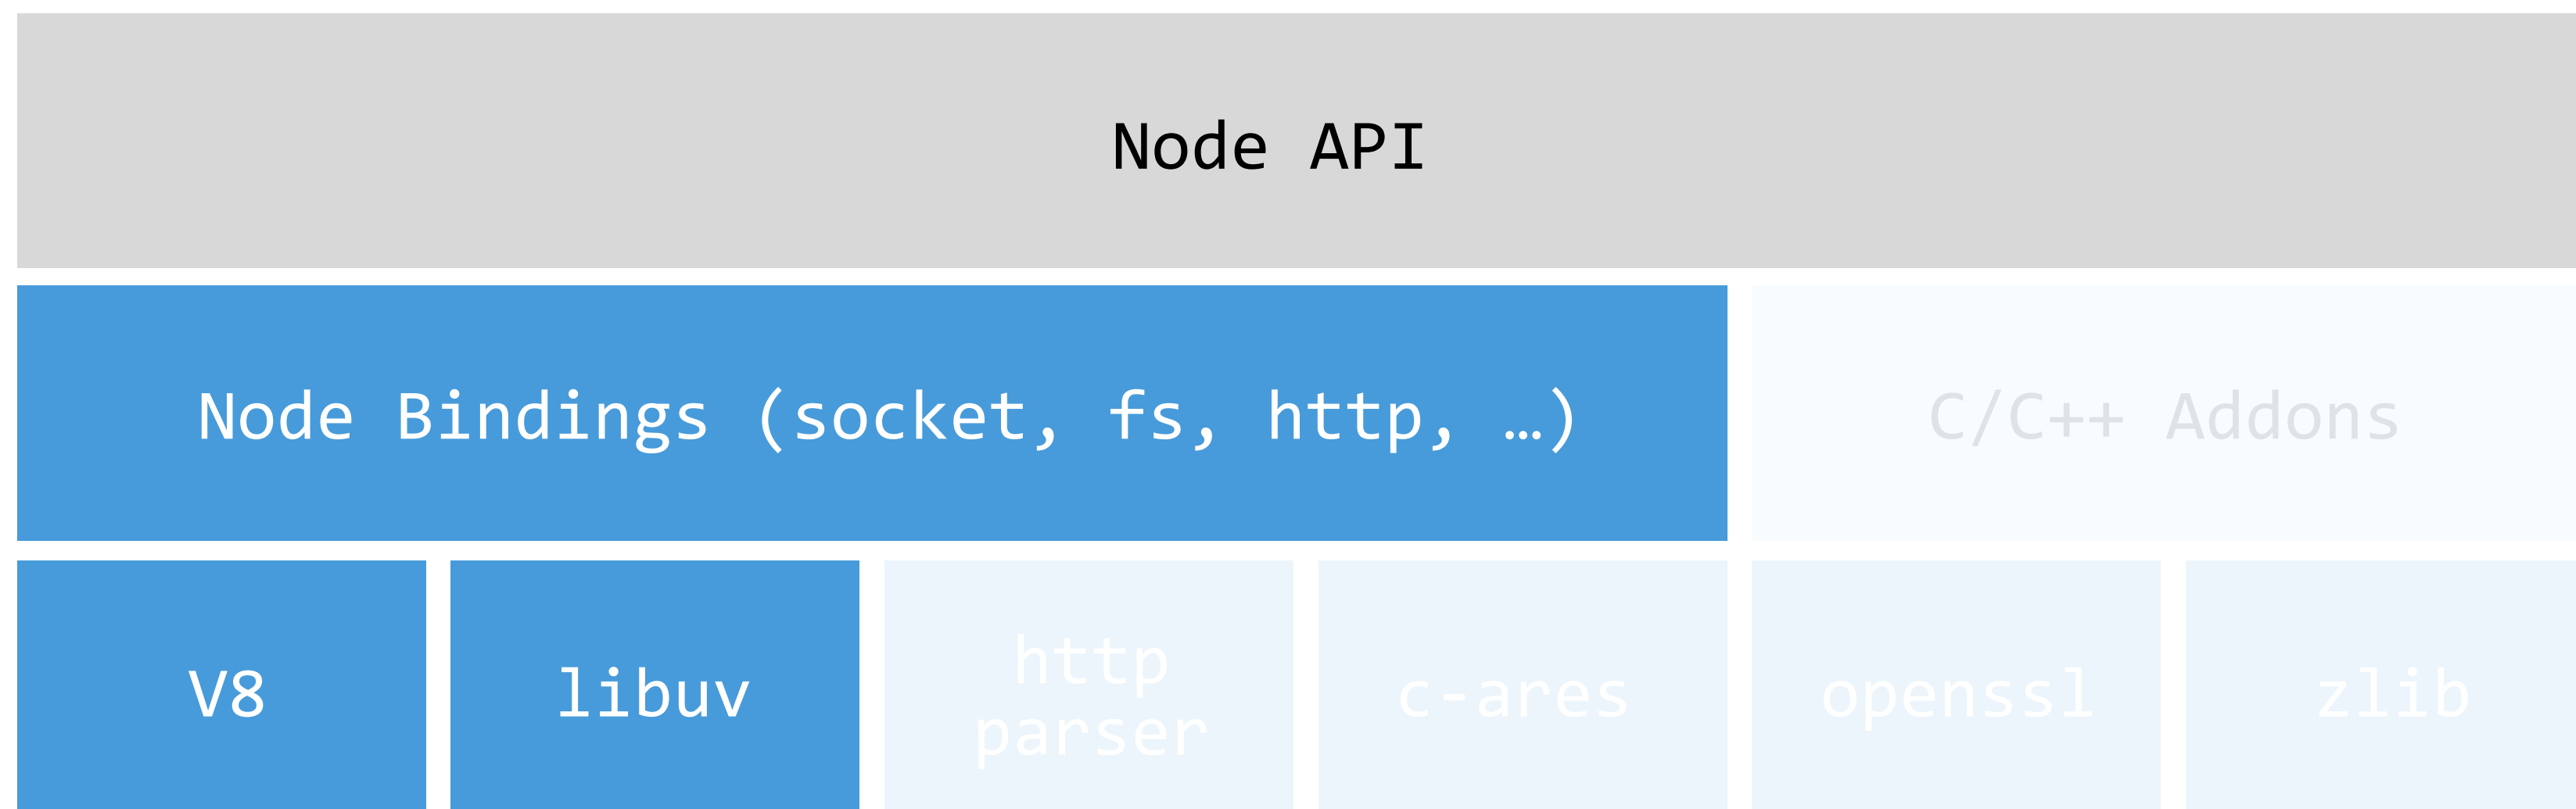 Node API
Node Bindings (socket, fs, http, …)
C/C++ Addons
V8
libuv
http
parser
c-ares
openssl
zlib